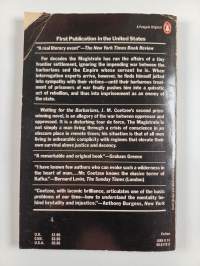 A Penguin Original
First Publication in the United States
"A real literary event" —The New York Times Book Review
For decades the Magistrate has run the affairs of a tiny
frontier settlement, ignoring the impending war between the
barbarians and the Empire whose servant he is. When
interrogation experts arrive, however, he finds himself jolted
into sympathy with their victims—until their barbarous treat-
ment of prisoners of war finally pushes him into a quixotic
act of rebellion, and thus into imprisonment as an enemy of
the state.
Waiting for the Barbarians, J. M. Coetzee's second prize-
winning novel, is an allegory of the war between oppressor and
oppressed. It is a disturbing tour de force. The Magistrate is
not simply a man living through a crisis of conscience in an
obscure place in remote times; his situation is that of all men
living in unbearable complicity with regimes that elevate their
own survival above justice and decency.
"A remarkable and original book" —Graham Greene
"I have known few authors who can evoke such a wilderness
in the heart of man.... Mr. Coetzee knows the elusive terror of
Kafka." —Bernard Levin, The Sunday Times (London)
"Coetzee, with laconic brilliance, articulates one of the basic
problems of our time—how to understand the mentality be-
hind brutality and injustice." —Anthony Burgess, New York
U.K.
CAN.
U.S.A.
Fiction
ISBN